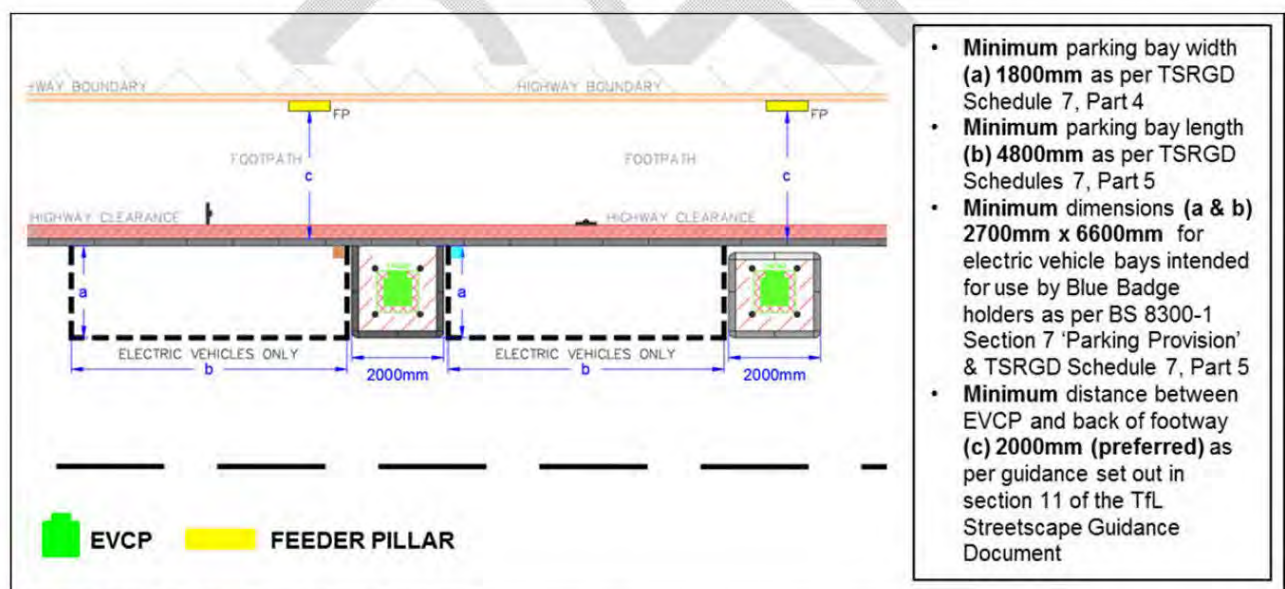 WAY BOUNDARY
HIGHWAY BOUNDARY
FP
FP
FOOTPATH
FOOTPATH
c
c
HIGHWAY CLEARANCE
HIGHWAY CLEARANCE
a
a
ELECTRIC VEHICLES ONLY
ELECTRIC VEHICLES ONLY
b
2000mm
b
2000mm
EVCP
FEEDER PILLAR
• Minimum parking bay width
(a) 1800mm as per TSRGD
Schedule 7, Part 4
• Minimum parking bay length
(b) 4800mm as per TSRGD
Schedules 7, Part 5
• Minimum dimensions (a & b)
2700mm x 6600mm for
electric vehicle bays intended
for use by Blue Badge
holders as per BS 8300-1
Section 7 ‘Parking Provision’
& TSRGD Schedule 7, Part 5
• Minimum distance between
EVCP and back of footway
(c) 2000mm (preferred) as
per guidance set out in
section 11 of the TfL
Streetscape Guidance
Document